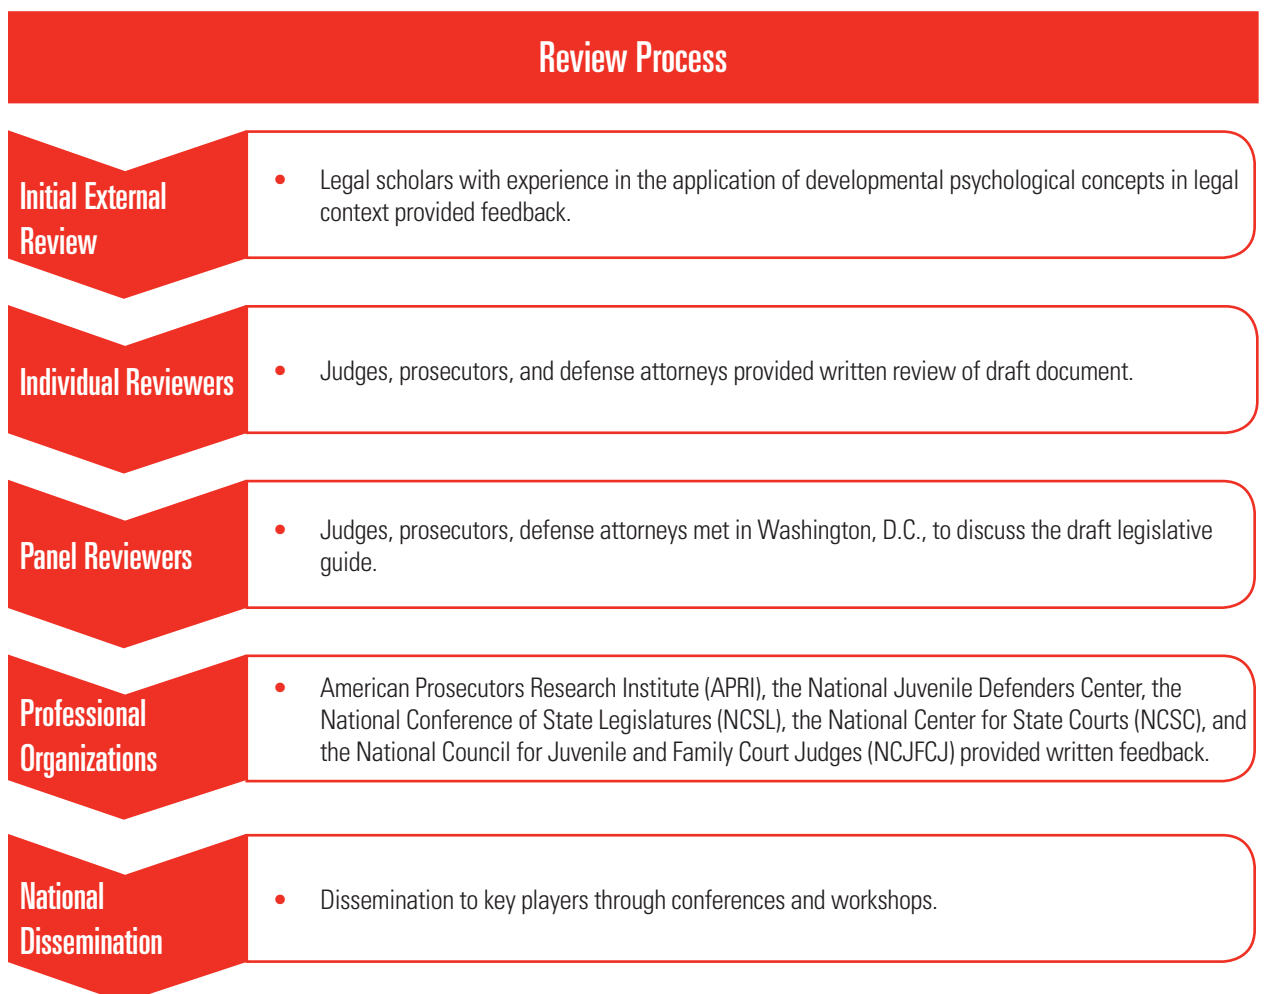 Review Process
Initial External
Review
• Legal scholars with experience in the application of developmental psychological concepts in legal
context provided feedback.
Individual Reviewers
• Judges, prosecutors, and defense attorneys provided written review of draft document.
Panel Reviewers
• Judges, prosecutors, defense attorneys met in Washington, D.C., to discuss the draft legislative
guide.
Professional
Organizations
• American Prosecutors Research Institute (APRI), the National Juvenile Defenders Center, the
National Conference of State Legislatures (NCSL), the National Center for State Courts (NCSC), and
the National Council for Juvenile and Family Court Judges (NCJFCJ) provided written feedback.
National
Dissemination
• Dissemination to key players through conferences and workshops.